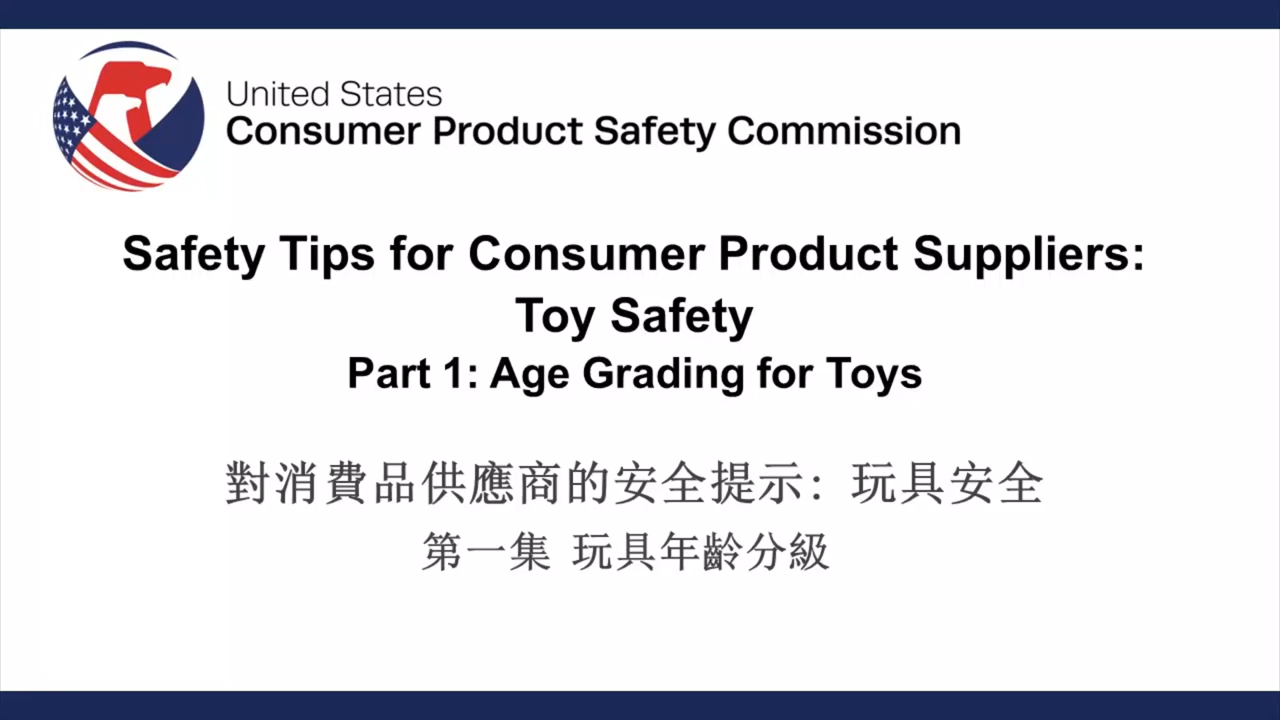 United States
Consumer Product Safety Commission
Safety Tips for Consumer Product Suppliers:
Toy Safety
Part 1: Age Grading for Toys
對消費品供應商的安全提示：玩具安全
第一集 玩具年齡分級